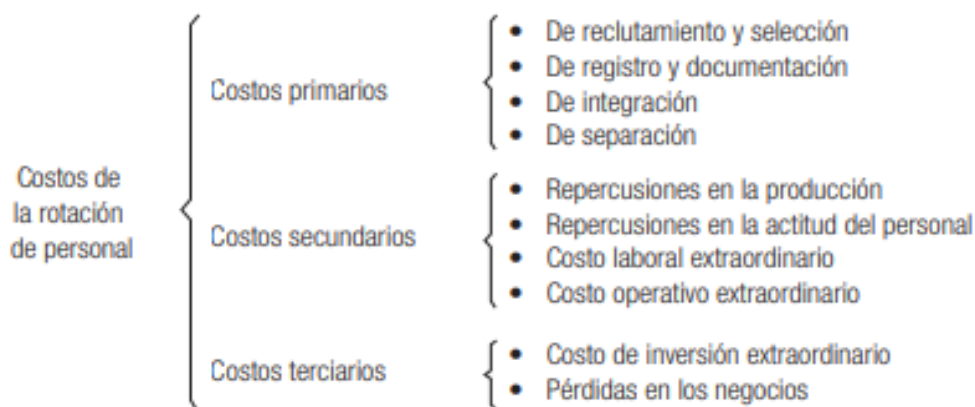 Costos de
la rotación
de personal
Costos primarios
• De reclutamiento y selección
• De registro y documentación
• De integración
• De separación
Costos secundarios
• Repercusiones en la producción
• Repercusiones en la actitud del personal
• Costo laboral extraordinario
• Costo operativo extraordinario
Costos terciarios
• Costo de inversión extraordinario
• Pérdidas en los negocios